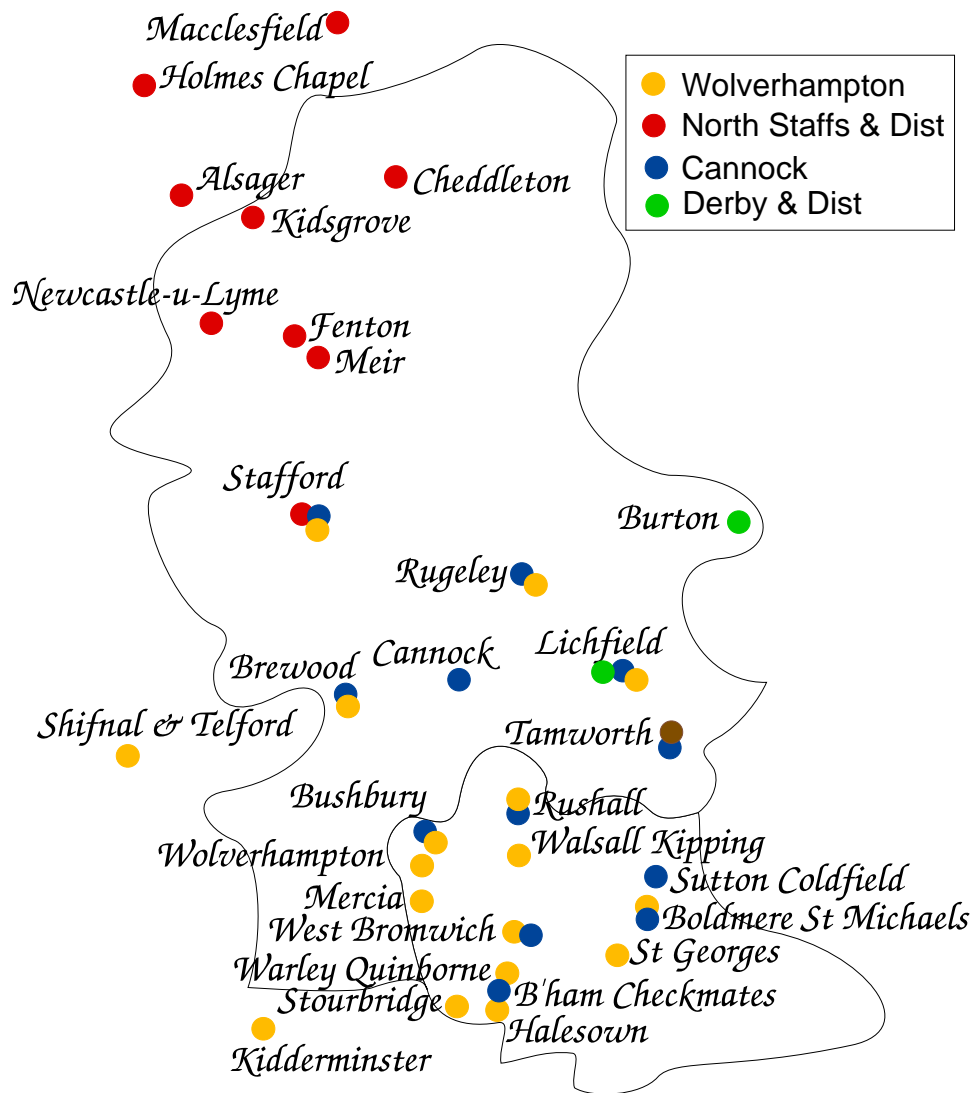 Macclesfield
Holmes Chapel
Wolverhampton
North Staffs & Dist
Cannock
Derby & Dist
Alsager
Cheddleton
Kidsgrove
Newcastle-u-Lyme
Fenton
Meir
Stafford
Burton
Rugeley
Lichfield
Cannock
Brewood
Shifnal & Telford
Tamworth
Bushbury
Rushall
Walsall Kipping
Wolverhampton
Sutton Coldfield
Mercia
Boldmere St Michaels
West Bromwich
St Georges
Warley Quinborne
Stourbridge
B'ham Checkmates
Halesown
Kidderminster